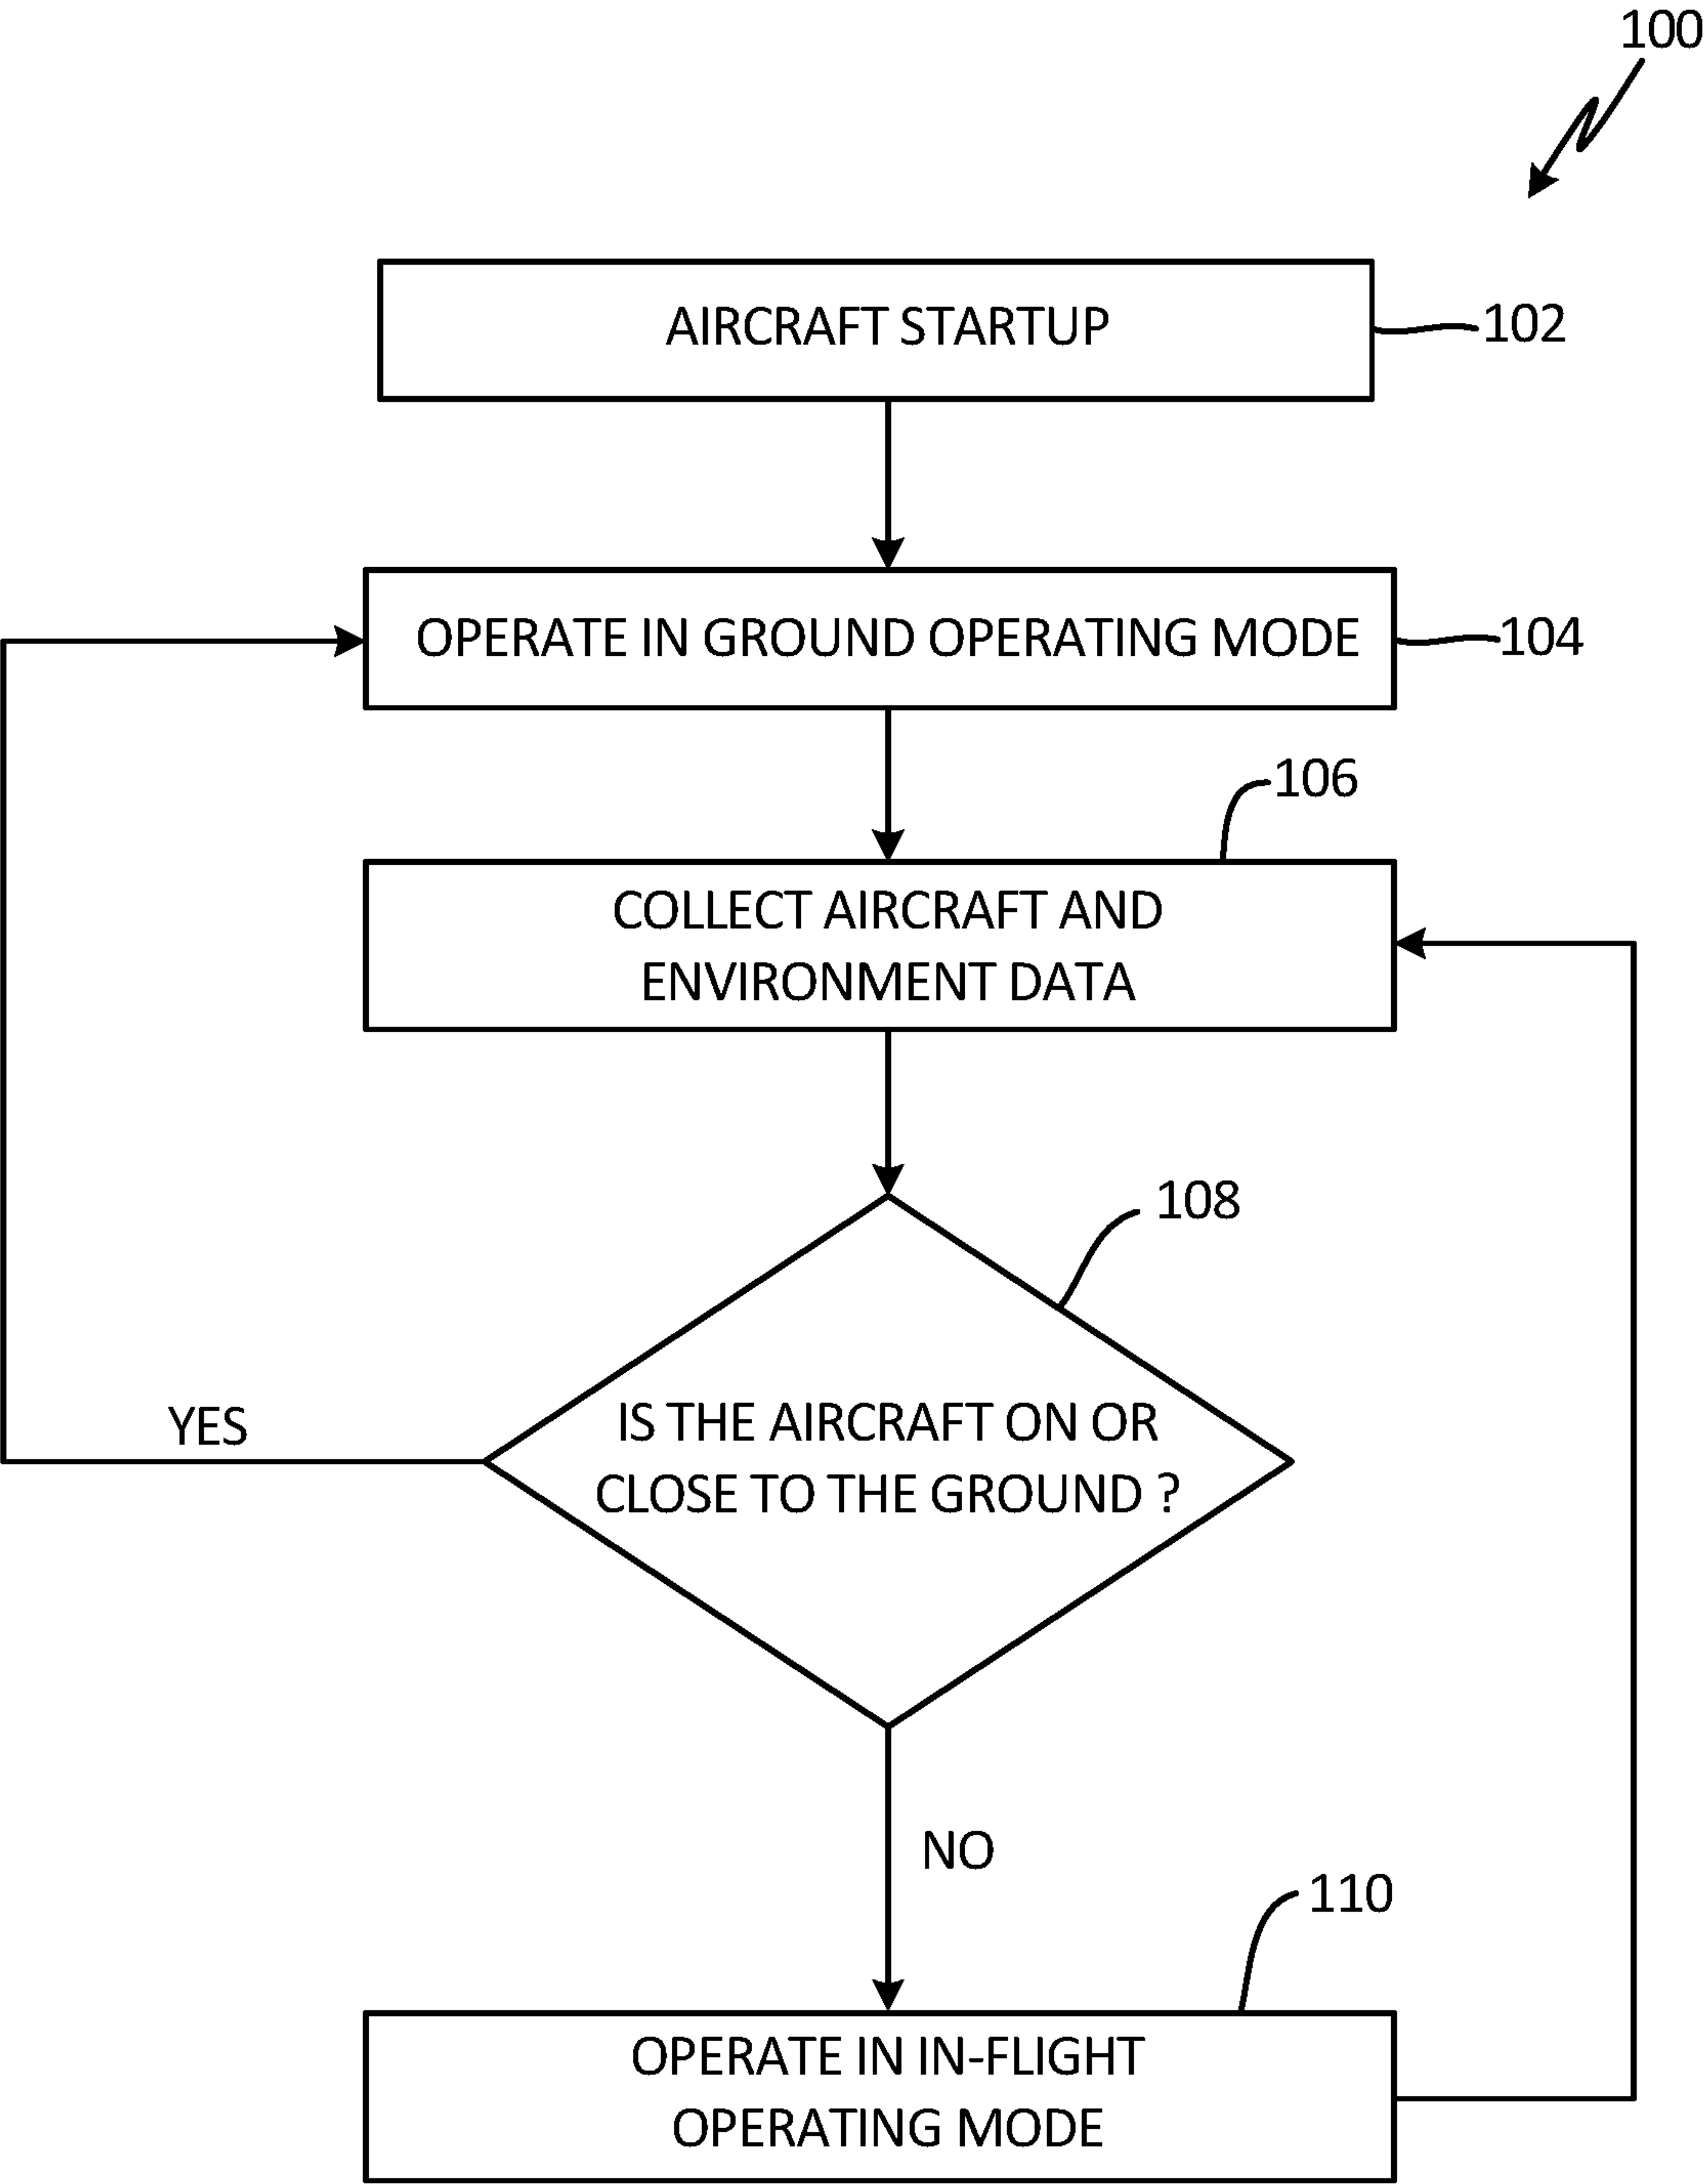 100
AIRCRAFT STARTUP
102
OPERATE IN GROUND OPERATING MODE
104
106
COLLECT AIRCRAFT AND
ENVIRONMENT DATA
108
IS THE AIRCRAFT ON OR
CLOSE TO THE GROUND ?
YES
NO
110
OPERATE IN IN-FLIGHT
OPERATING MODE